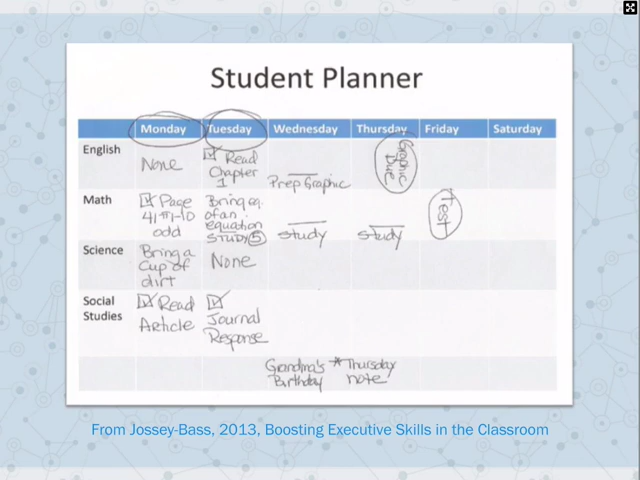 Student Planner
Monday Tuesday Wednesday Thursday Friday Saturday
English
None
Read
Chapter
1
Prep Graphic
Graphic
Due
Math
Page
41 #1-10
odd
Bring eq.
of an
equation
STUDY 5
study
study
Test
Science
Bring a
Cup of
dirt
None
Social
Studies
Read
Article
Journal
Response
Grandma's
Birthday
*Thursday
note
From Jossey-Bass, 2013, Boosting Executive Skills in the Classroom